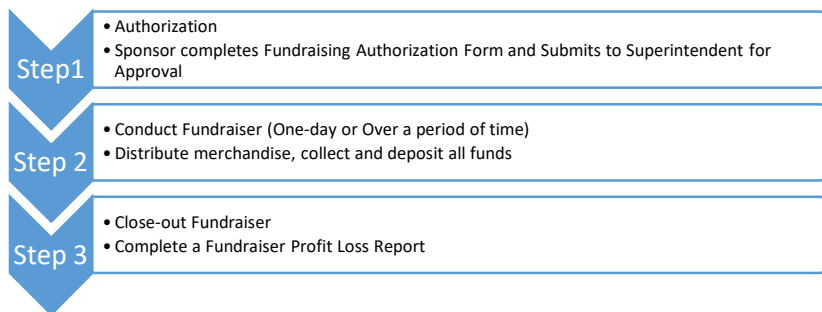 Step1
• Authorization
• Sponsor completes Fundraising Authorization Form and Submits to Superintendent for
Approval
Step 2
• Conduct Fundraiser (One-day or Over a period of time)
• Distribute merchandise, collect and deposit all funds
Step 3
• Close-out Fundraiser
• Complete a Fundraiser Profit Loss Report